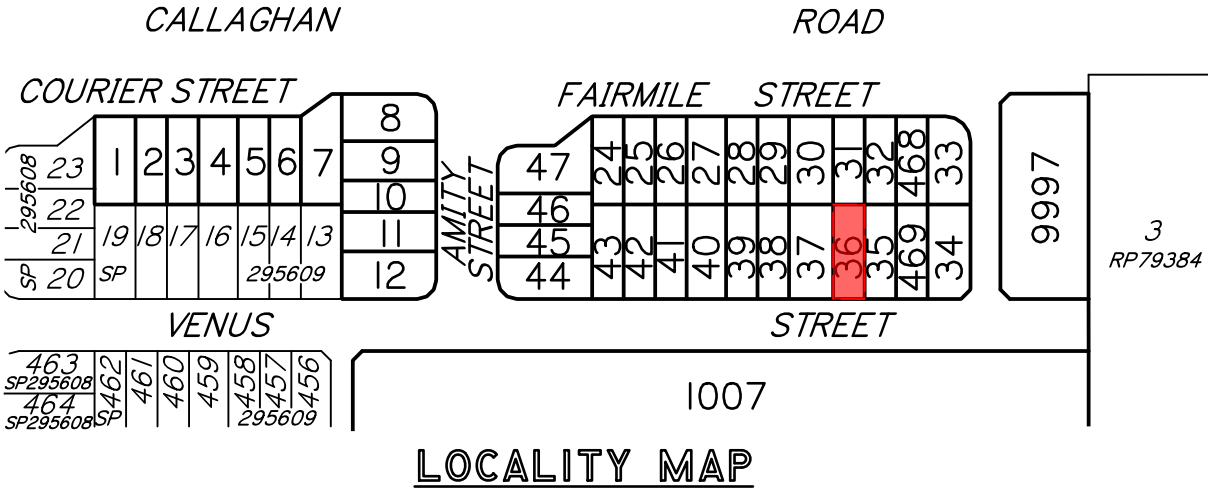 CALLAGHAN ROAD
COURIER STREET FAIRMILE STREET
8
23 1 2 3 4 5 6 7 9 47 24 25 26 27 28 29 30 31 32 468 33
295608
22 10 46
AMITY STREET
9997
21 19 18 17 16 15 14 13 11 45 43 42 41 40 39 38 37 36 35 469 34
3
RP79384
SP 20 SP 295609 12 44
VENUS STREET
463
SP295608
462 461 460 459 458 457 456
464
SP295608 SP 295609
1007
LOCALITY MAP